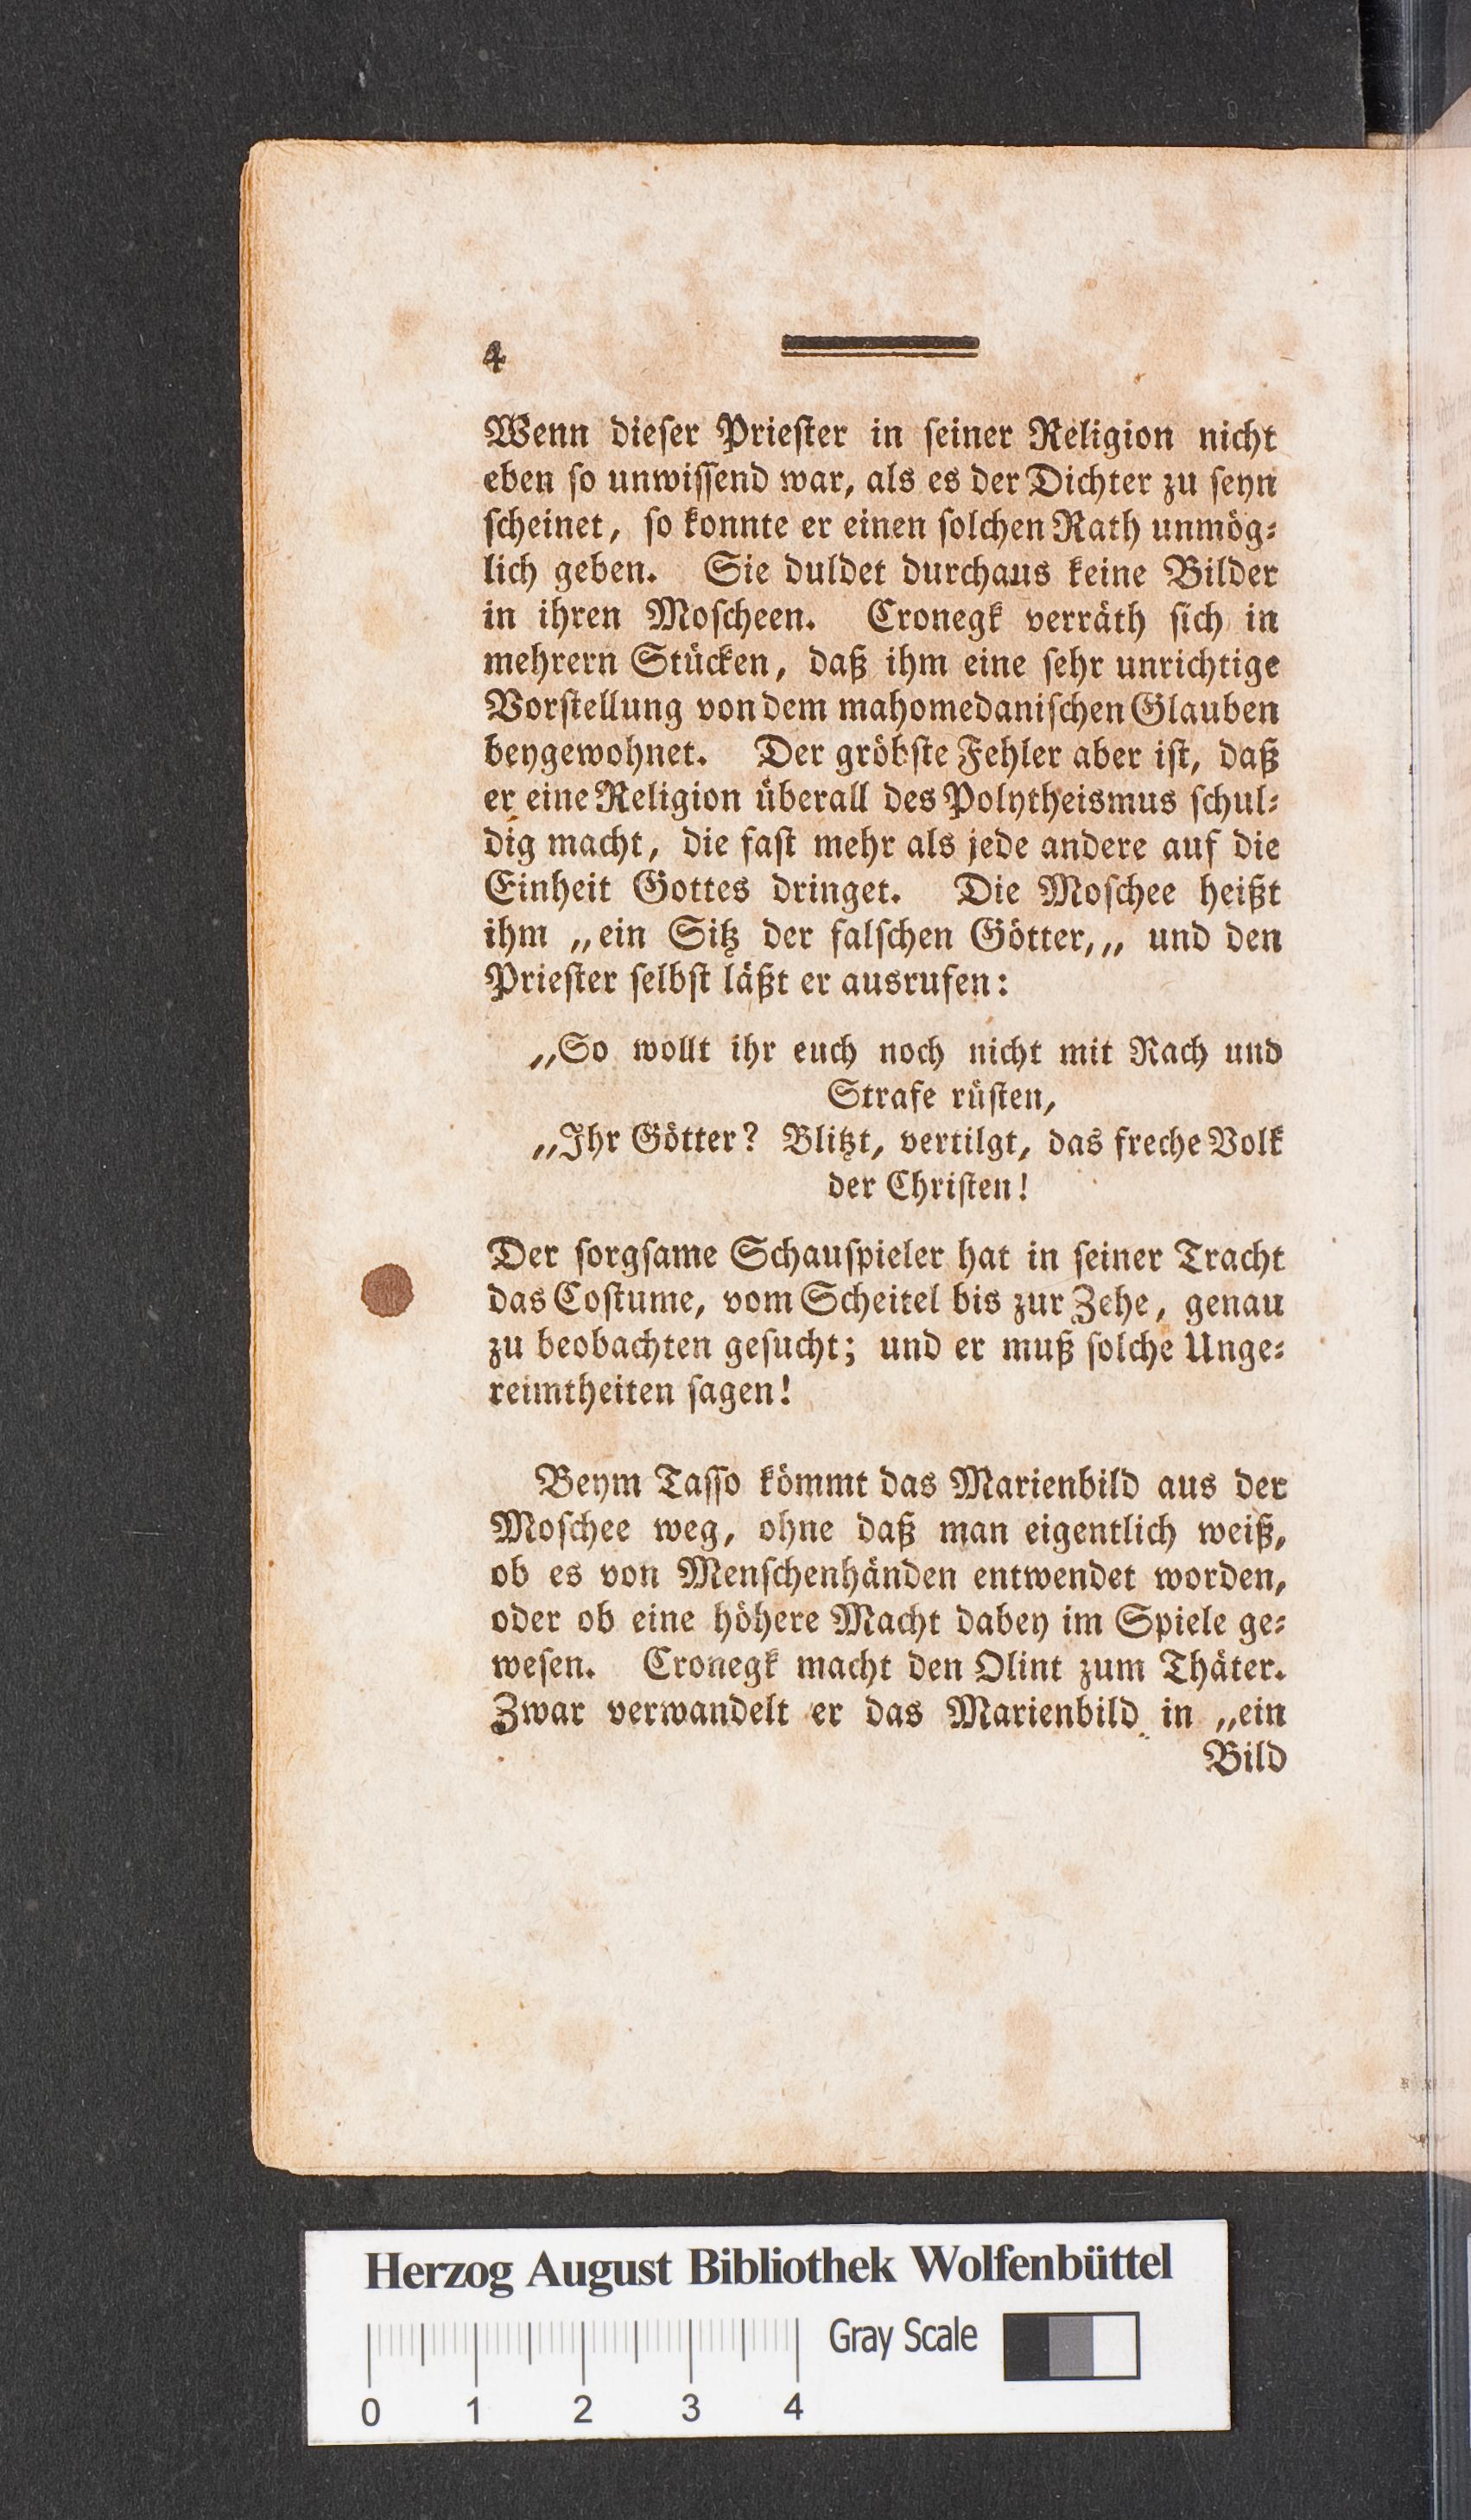 4
Wenn dieſer Prieſter in ſeiner Religion nicht
eben ſo unwiſſend war, als es der Dichter zu ſeyn
ſcheinet, ſo konnte er einen ſolchen Rath unmög⸗
lich geben. Sie duldet durchaus keine Bilder
in ihren Moſcheen. Cronegk verräth ſich in
mehrern Stücken, daß ihm eine ſehr unrichtige
Vorſtellung von dem mahomedaniſchen Glauben
beygewohnet. Der gröbſte Fehler aber iſt, daß
er eine Religion überall des Polytheismus ſchul⸗
dig macht, die faſt mehr als jede andere auf die
Einheit Gottes dringet. Die Moſchee heißt
ihm „ein Sitz der falſchen Götter,„ und den
Prieſter ſelbſt läßt er ausrufen:
„So wollt ihr euch noch nicht mit Rach und
Strafe rüſten,
„Ihr Götter? Blitzt, vertilgt, das freche Volk
der Chriſten!
Der ſorgſame Schauſpieler hat in ſeiner Tracht
das Coſtume, vom Scheitel bis zur Zehe, genau
zu beobachten geſucht; und er muß ſolche Unge⸗
reimtheiten ſagen!
Beym Taſſo kömmt das Marienbild aus der
Moſchee weg, ohne daß man eigentlich weiß,
ob es von Menſchenhänden entwendet worden,
oder ob eine höhere Macht dabey im Spiele ge⸗
weſen. Cronegk macht den Olint zum Thäter.
Zwar verwandelt er das Marienbild in „ein
Bild
Herzog August Bibliothek Wolfenbüttel
Gray Scale
0 1 2 3 4